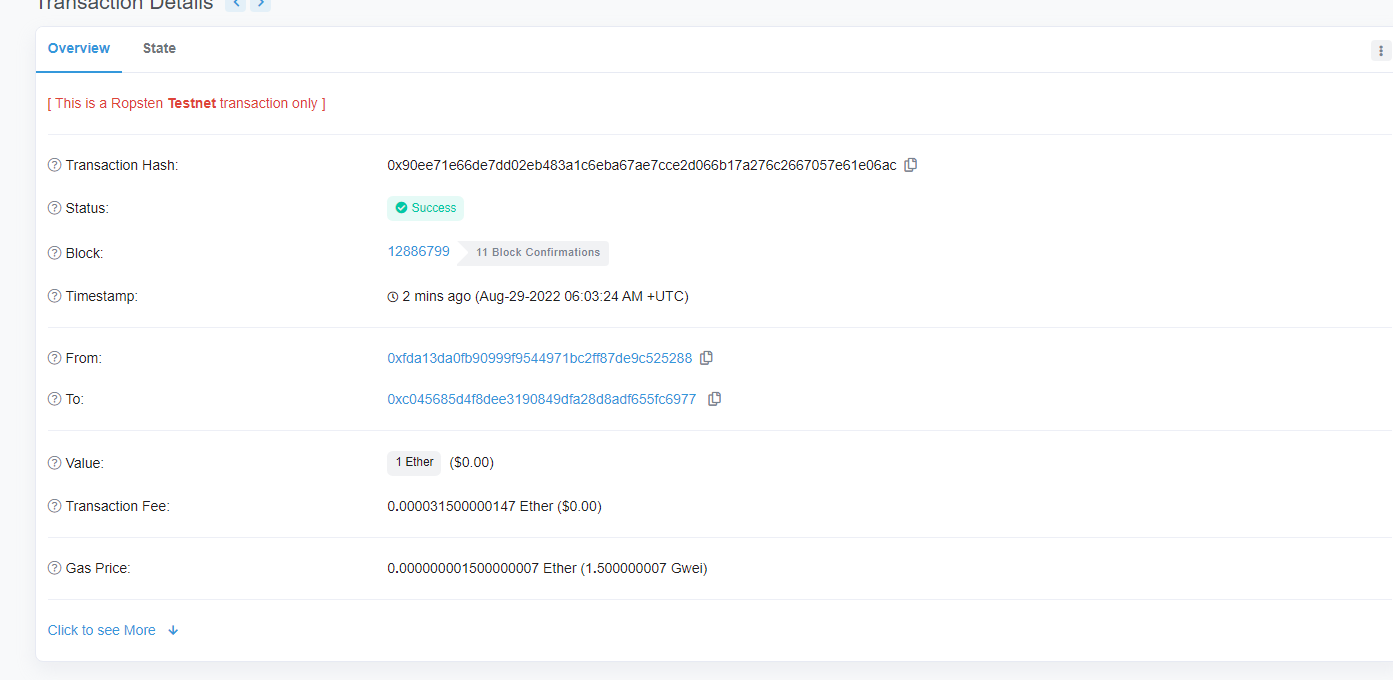 Transaction Details
Overview State
[ This is a Ropsten Testnet transaction only ]
Transaction Hash: 0x90ee71e66de7dd02eb483a1c6eba67ae7cce2d066b17a276c2667057e61e06ac
Status: Success
Block: 12886799 11 Block Confirmations
Timestamp: 2 mins ago (Aug-29-2022 06:03:24 AM +UTC)
From: 0xfda13da0fb90999f9544971bc2ff87de9c525288
To: 0xc045685d4f8dee3190849dfa28d8adf655fc6977
Value: 1 Ether ($0.00)
Transaction Fee: 0.000031500000147 Ether ($0.00)
Gas Price: 0.000000001500000007 Ether (1.500000007 Gwei)
Click to see More